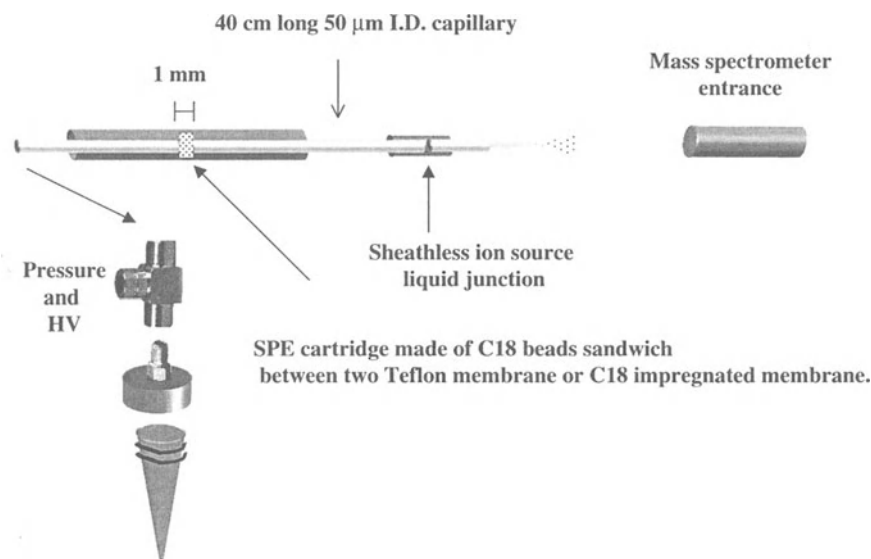 40 cm long 50 μm I.D. capillary
1 mm
Mass spectrometer
entrance
Sheathless ion source
liquid junction
Pressure
and
HV
SPE cartridge made of C18 beads sandwich
between two Teflon membrane or C18 impregnated membrane.